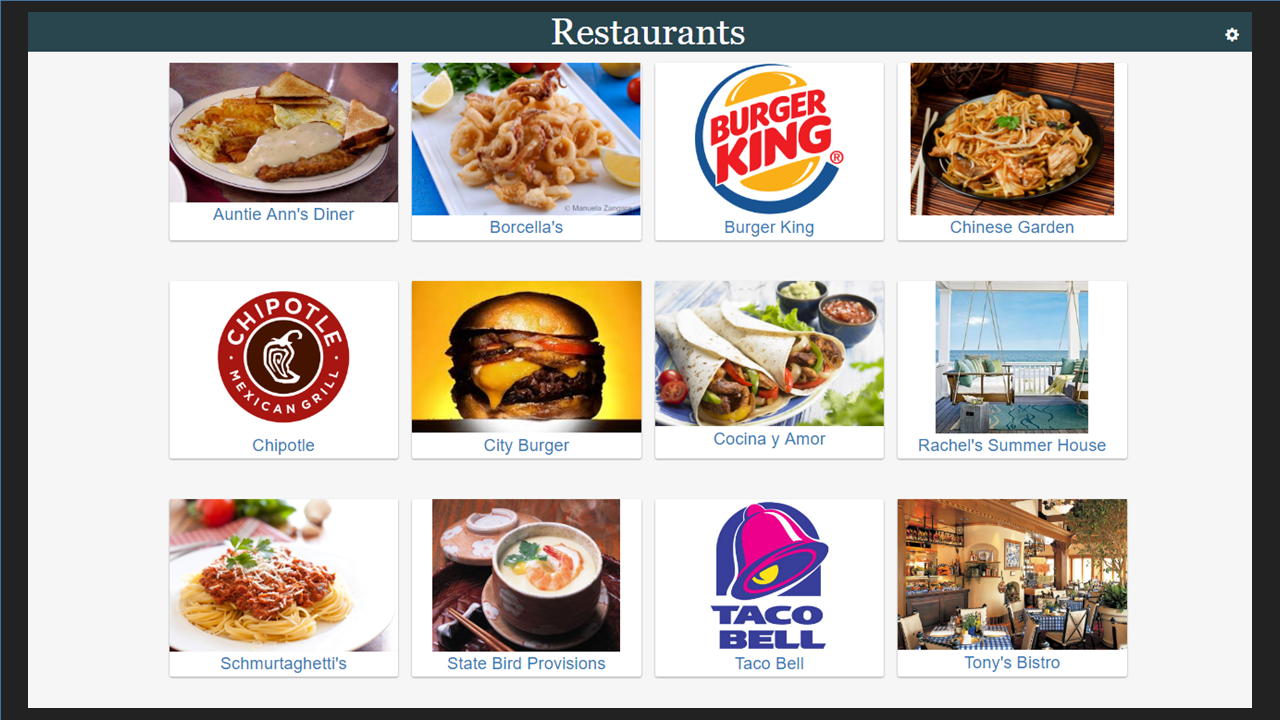 Restaurants
© Manuela Zangara
BURGER
KING
®
Auntie Ann's Diner
Borcella's
Burger King
Chinese Garden
CHIPOTLE
MEXICAN GRILL
Chipotle
City Burger
Cocina y Amor
Rachel's Summer House
TACO
BELL
Schmurtaghetti's
State Bird Provisions
Taco Bell
Tony's Bistro